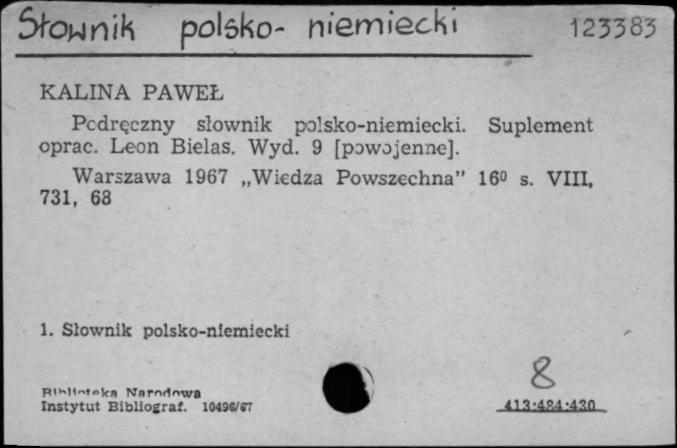 Słownik polsko-niemiecki 123383
KALINA PAWEŁ
Podręczny słownik polsko-niemiecki. Suplement
oprac. Leon Bielas. Wyd. 9 [powojenne].
Warszawa 1967 „Wiedza Powszechna” 16⁰ s. VIII,
731, 68
1. Słownik polsko-niemiecki
8
Biblioteka Narodowa
Instytut Bibliograf. 10496/67
413:484:430